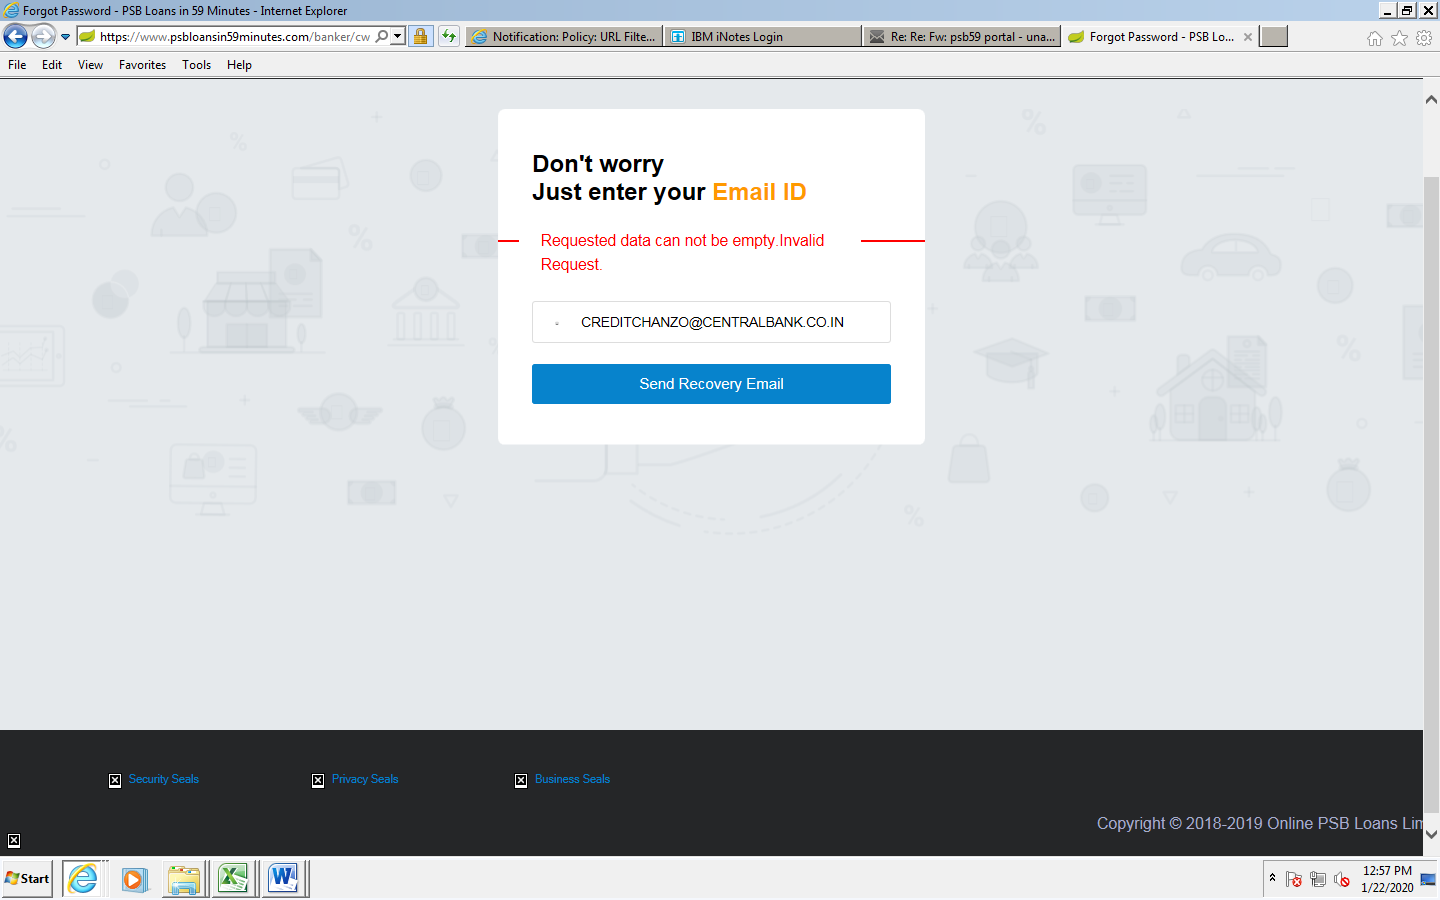 Forgot Password - PSB Loans in 59 Minutes - Internet Explorer
https://www.psbloansin59minutes.com/banker/cw
Notification: Policy: URL Filte...
IBM iNotes Login
Re: Re: Fw: psb59 portal - una...
Forgot Password - PSB Lo...
File Edit View Favorites Tools Help
Don't worry
Just enter your Email ID
Requested data can not be empty.Invalid
Request.
CREDITCHANZO@CENTRALBANK.CO.IN
Send Recovery Email
Security Seals
Privacy Seals
Business Seals
Copyright © 2018-2019 Online PSB Loans Lim
Start
12:57 PM
1/22/2020